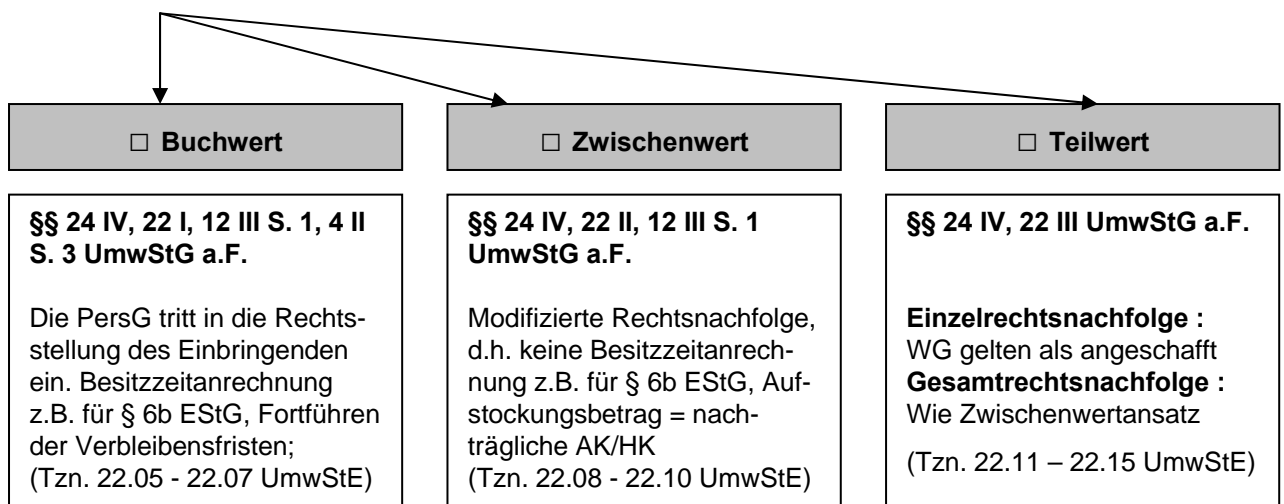 □ Buchwert
□ Zwischenwert
□ Teilwert
§§ 24 IV, 22 I, 12 III S. 1, 4 II
S. 3 UmwStG a.F.
Die PersG tritt in die Rechts-
stellung des Einbringenden
ein. Besitzzeitanrechnung
z.B. für § 6b EStG, Fortführen
der Verbleibensfristen;
(Tzn. 22.05 - 22.07 UmwStE)
§§ 24 IV, 22 II, 12 III S. 1
UmwStG a.F.
Modifizierte Rechtsnachfolge,
d.h. keine Besitzzeitanrech-
nung z.B. für § 6b EStG, Auf-
stockungsbetrag = nach-
trägliche AK/HK
(Tzn. 22.08 - 22.10 UmwStE)
§§ 24 IV, 22 III UmwStG a.F.
Einzelrechtsnachfolge :
WG gelten als angeschafft
Gesamtrechtsnachfolge :
Wie Zwischenwertansatz
(Tzn. 22.11 – 22.15 UmwStE)